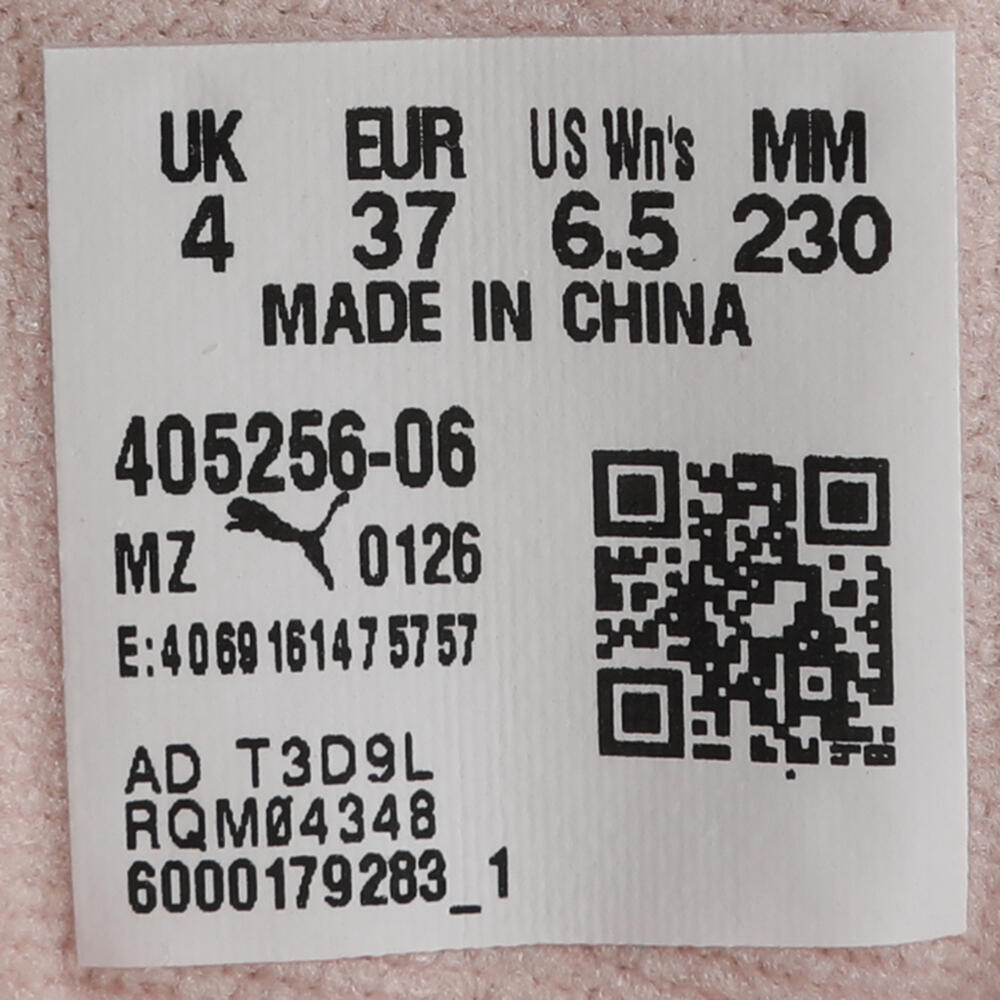 UK EUR US Wn's MM
4 37 6.5 230
MADE IN CHINA
405256-06
MZ 0126
E:4069161475757
AD T3D9L
RQMØ4348
6000179283_1